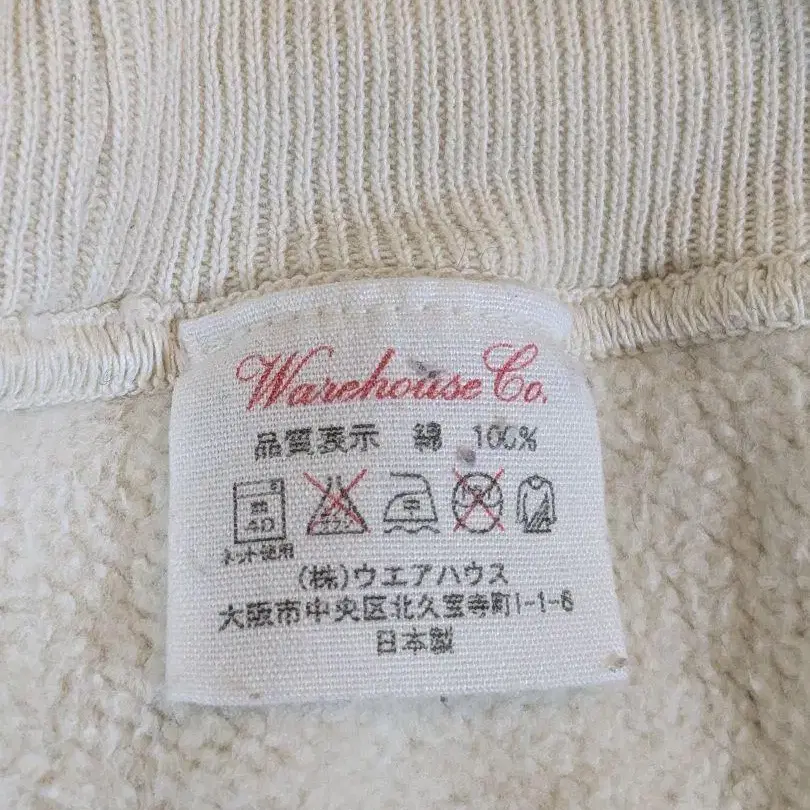 Warehouse Co.
品質表示 綿 100%
40
ネット使用
(株)ウエアハウス
大阪市中央区北久宝寺町1-1-6
日本製